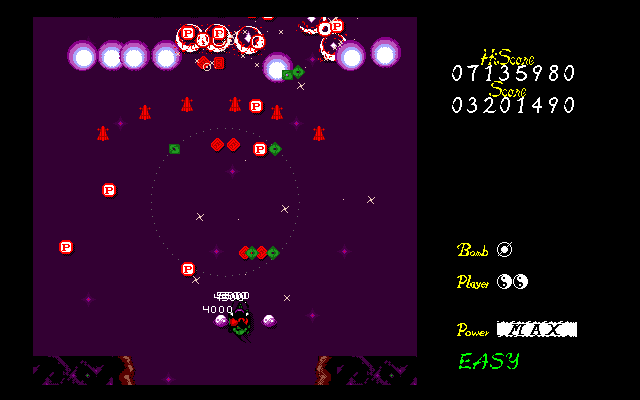 HiScore
07135980
Score
03201490
P P P
P
P
P
P
P
4000
Bomb
Player
Power MAX
EASY